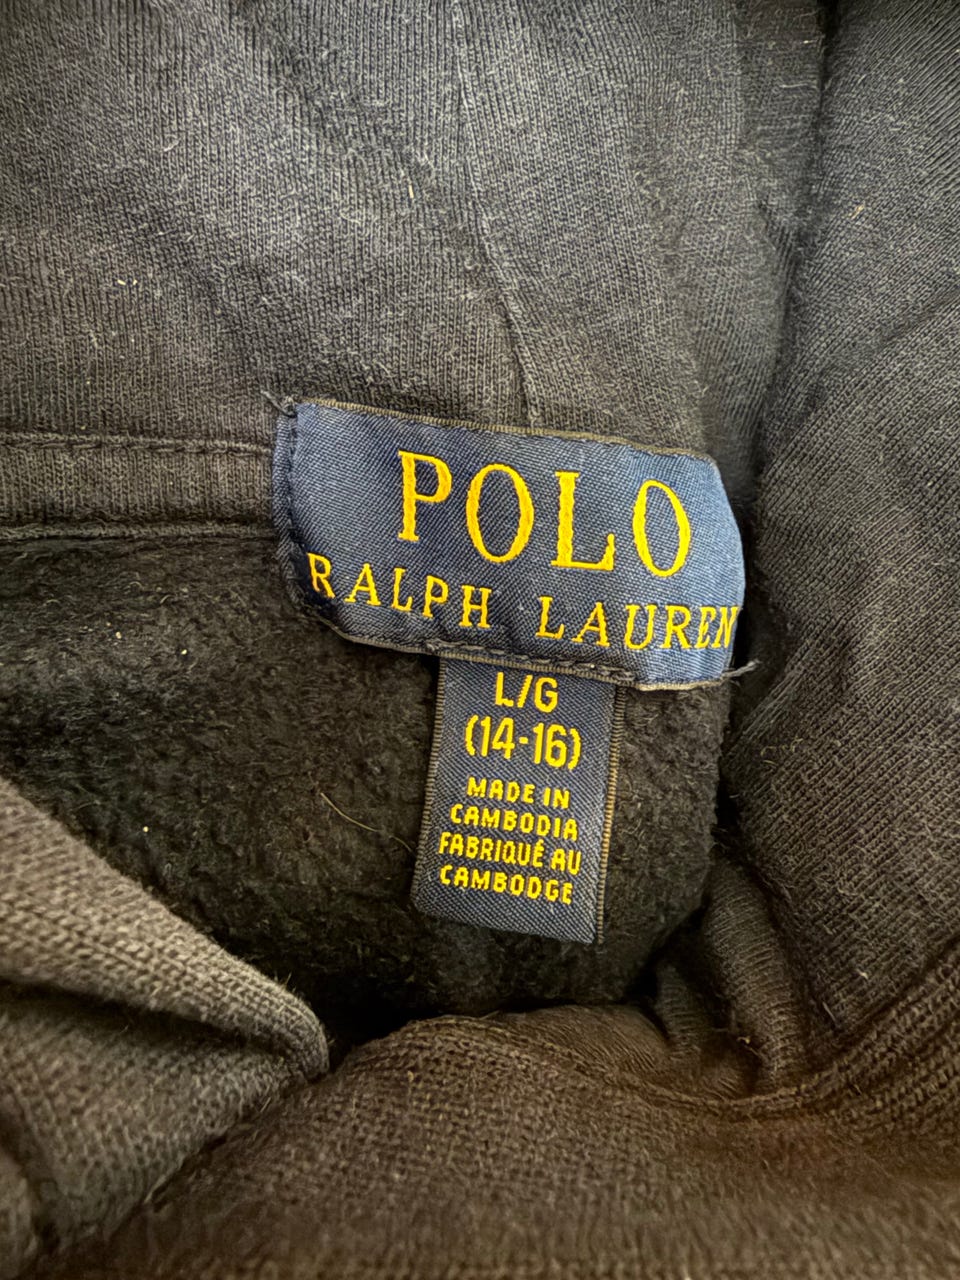 POLO
RALPH LAUREN
L/G
(14-16)
MADE IN
CAMBODIA
FABRIQUÉ AU
CAMBODGE